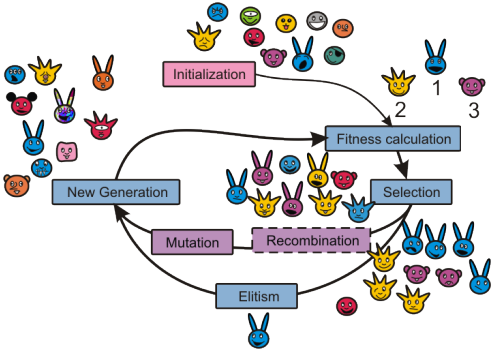 Initialization
1
2
3
Fitness calculation
New Generation
Selection
Mutation
Recombination
Elitism